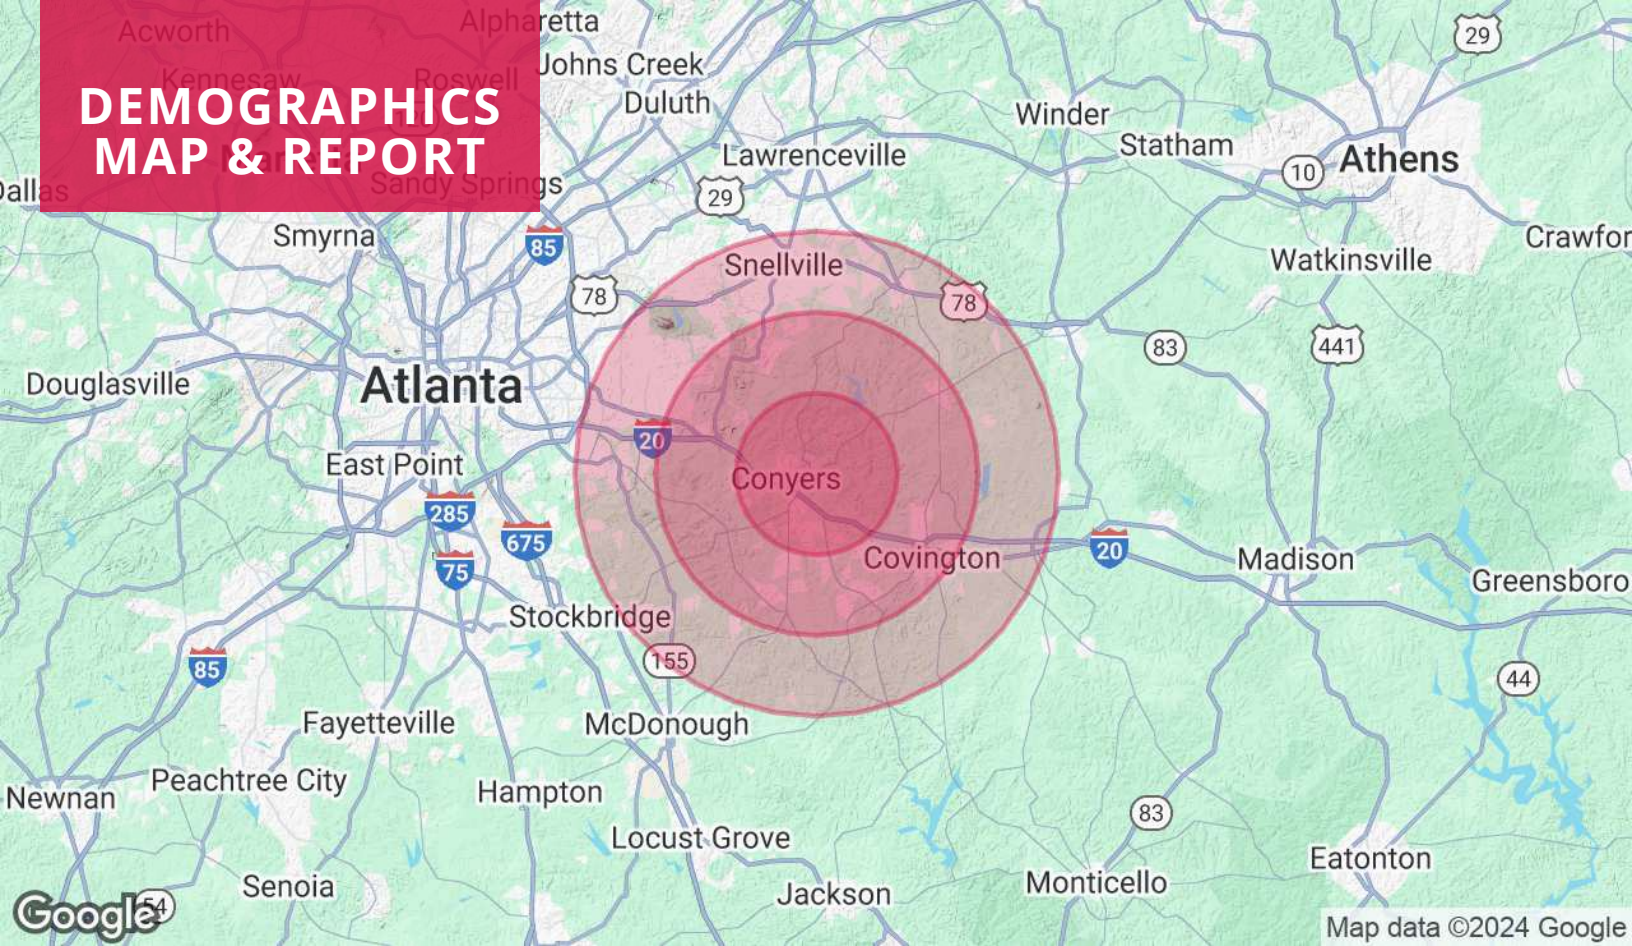 Acworth
Alpharetta
29
Kennesaw
Roswell
Johns Creek
DEMOGRAPHICS
MAP & REPORT
Duluth
Winder
Statham
Athens
10
Lawrenceville
Sandy Springs
Dallas
29
Smyrna
85
Snellville
Watkinsville
Crawfor
78
78
83
441
Douglasville
Atlanta
20
East Point
Conyers
285
675
75
Covington
20
Madison
Greensboro
Stockbridge
155
85
44
Fayetteville
McDonough
Peachtree City
Newnan
Hampton
83
Locust Grove
Eatonton
Senoia
Jackson
Monticello
Google
54
Map data ©2024 Google